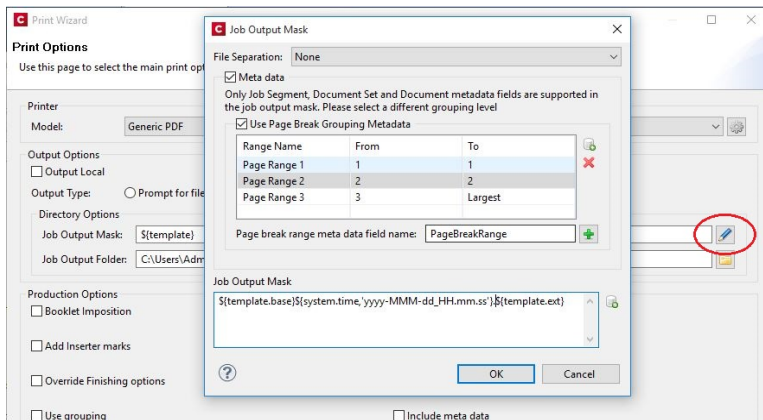 Print Wizard
Print Options
Use this page to select the main print opt
Printer
Model: Generic PDF
Output Options
Output Local
Output Type: Prompt for file
Directory Options
Job Output Mask: ${template}
Job Output Folder: C:\Users\Adm
Production Options
Booklet Imposition
Add Inserter marks
Override Finishing options
Use grouping
Include meta data
Job Output Mask
File Separation: None
Meta data
Only Job Segment, Document Set and Document metadata fields are supported in
the job output mask. Please select a different grouping level
Use Page Break Grouping Metadata
Range Name From To
Page Range 1 1 1
Page Range 2 2 2
Page Range 3 3 Largest
Page break range meta data field name: PageBreakRange
Job Output Mask
${template.base}${system.time,'yyyy-MMM-dd_HH.mm.ss'}.${template.ext}
OK Cancel